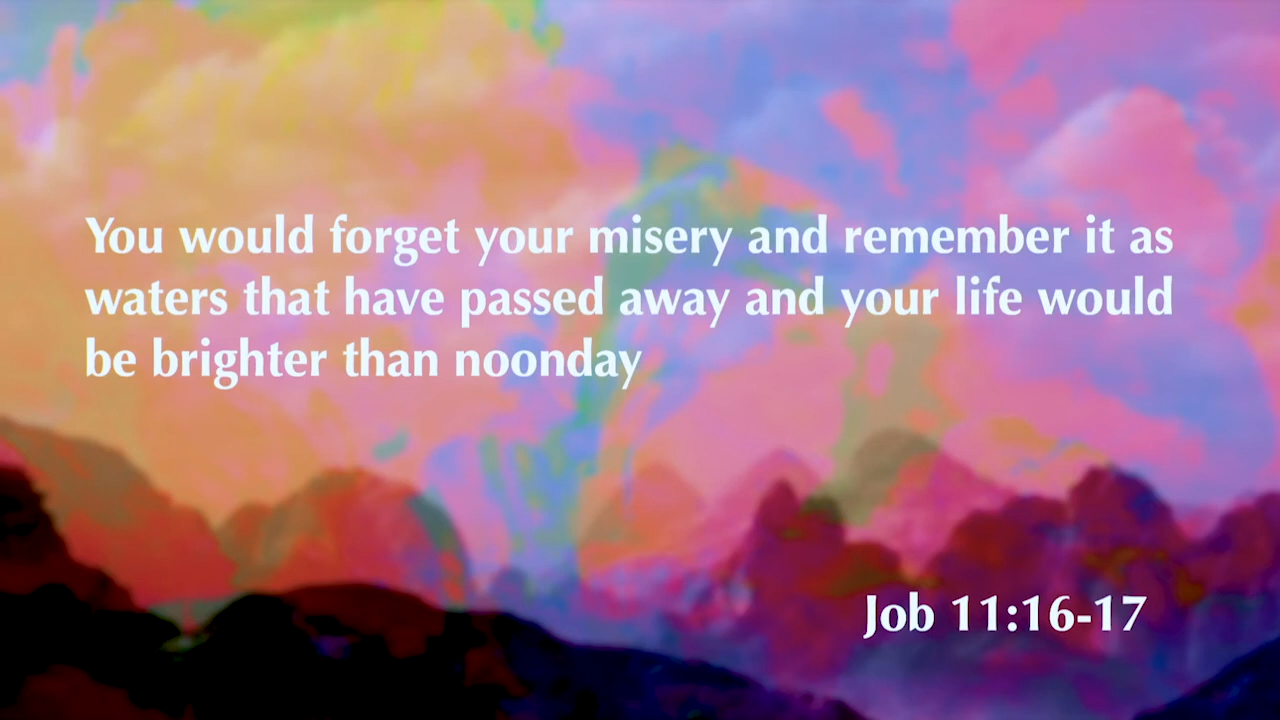 You would forget your misery and remember it as
waters that have passed away and your life would
be brighter than noonday
Job 11:16-17